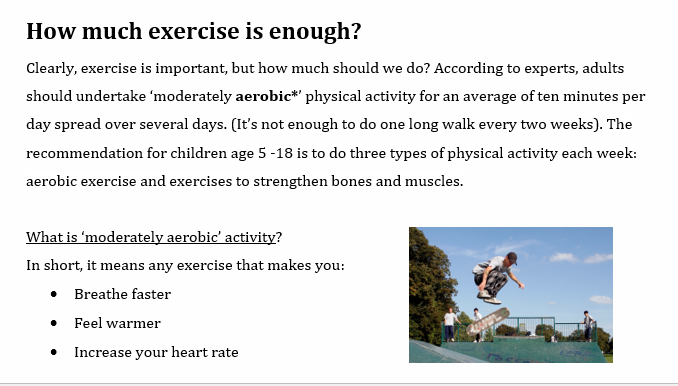 How much exercise is enough?
Clearly, exercise is important, but how much should we do? According to experts, adults
should undertake ‘moderately aerobic*’ physical activity for an average of ten minutes per
day spread over several days. (It’s not enough to do one long walk every two weeks). The
recommendation for children age 5 -18 is to do three types of physical activity each week:
aerobic exercise and exercises to strengthen bones and muscles.
What is ‘moderately aerobic’ activity?
In short, it means any exercise that makes you:
• Breathe faster
• Feel warmer
• Increase your heart rate